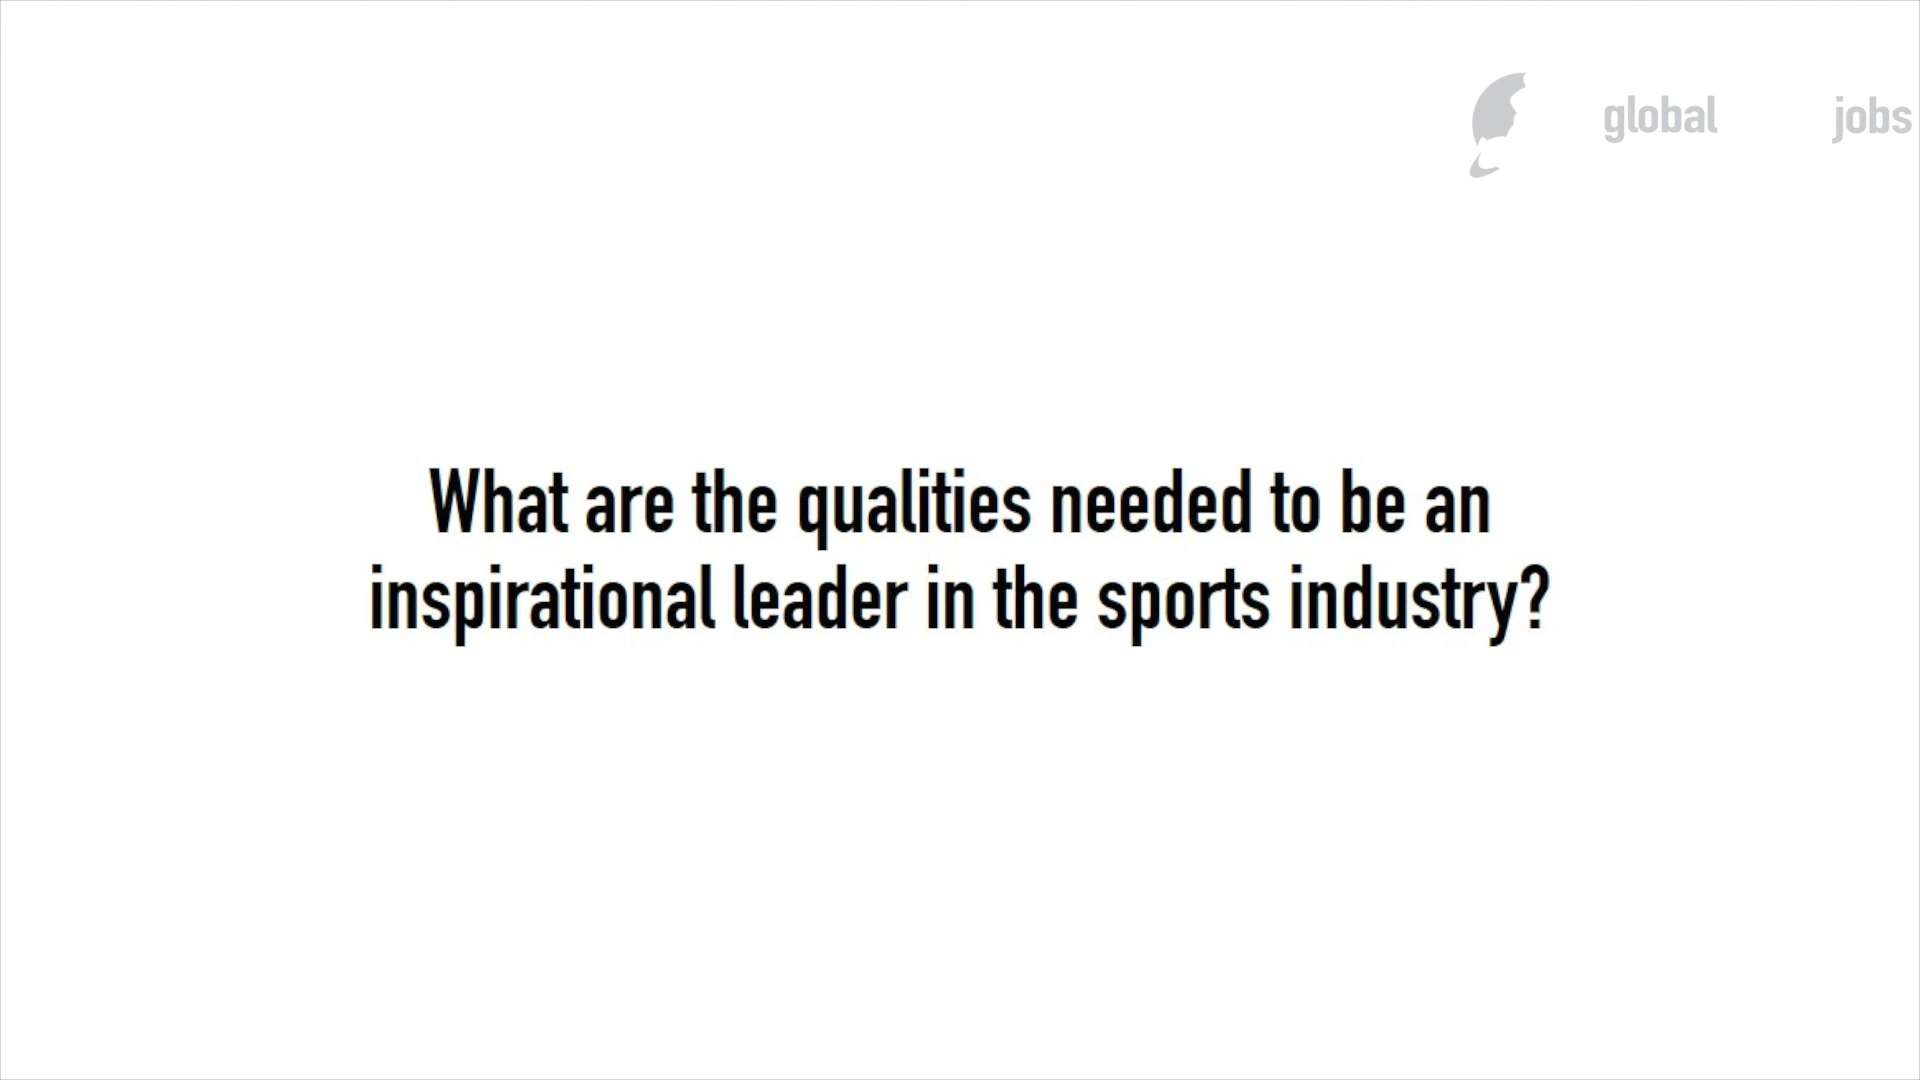 global jobs
What are the qualities needed to be an
inspirational leader in the sports industry?